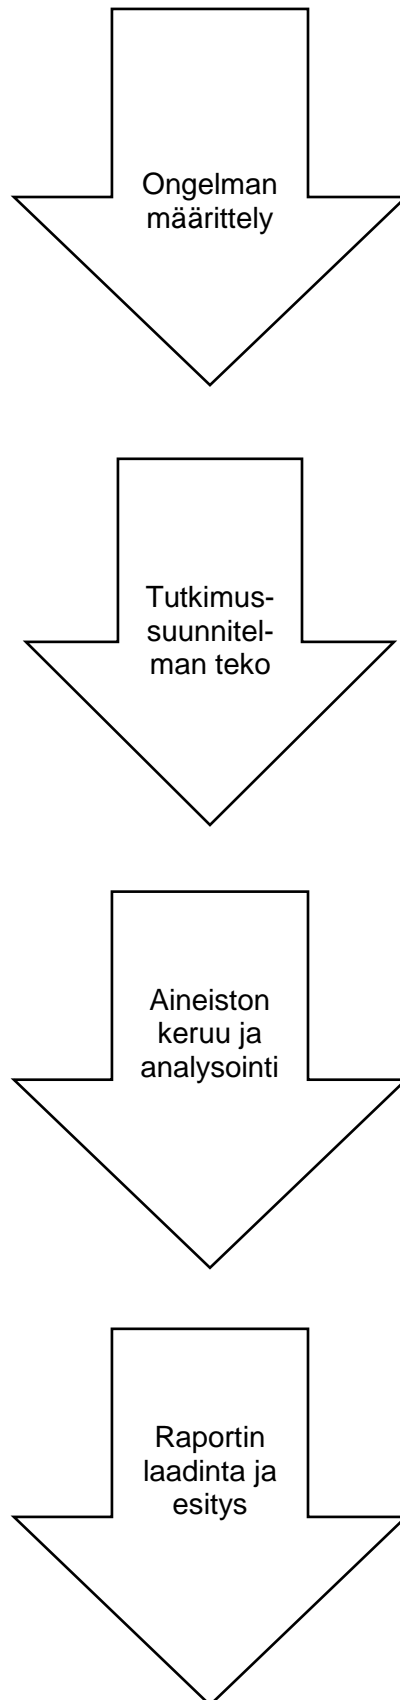 Ongelman
määrittely
Tutkimus-
suunnitel-
man teko
Aineiston
keruu ja
analysointi
Raportin
laadinta ja
esitys